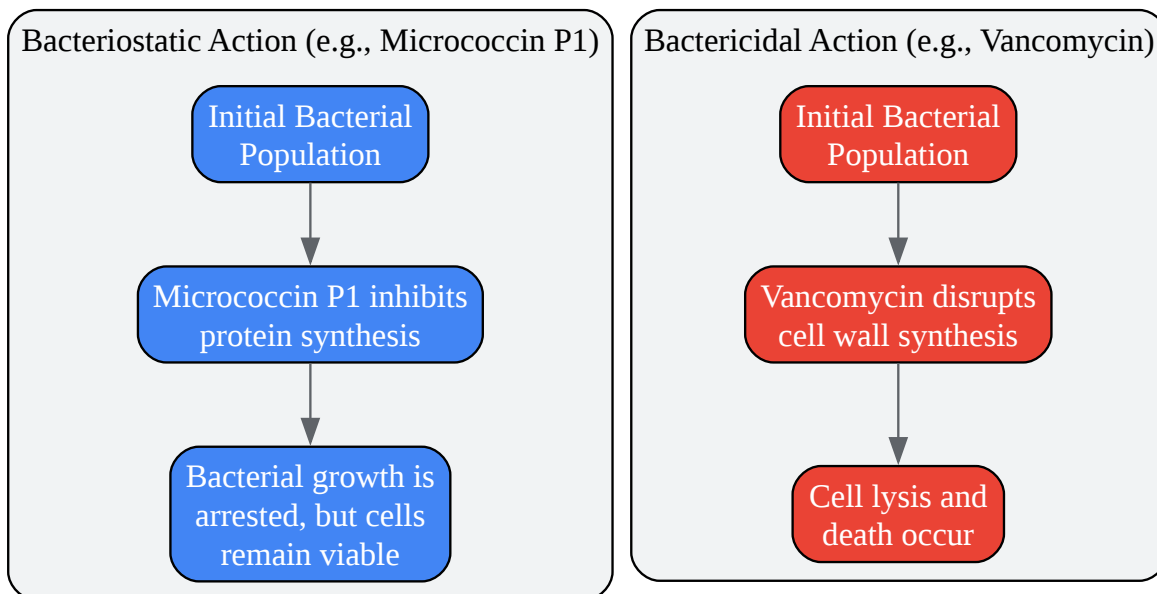 Bacteriostatic Action (e.g., Micrococcin P1)
Initial Bacterial
Population
Micrococcin P1 inhibits
protein synthesis
Bacterial growth is
arrested, but cells
remain viable
Bactericidal Action (e.g., Vancomycin)
Initial Bacterial
Population
Vancomycin disrupts
cell wall synthesis
Cell lysis and
death occur